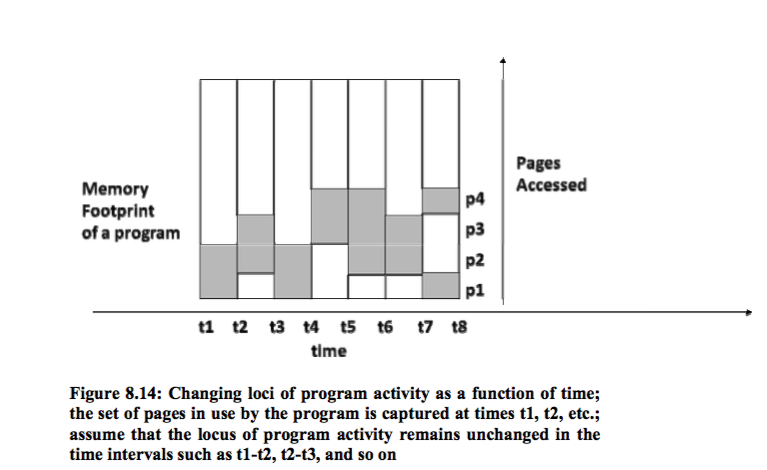 Pages
Accessed
Memory
Footprint
of a program
p4
p3
p2
p1
t1 t2 t3 t4 t5 t6 t7 t8
time
Figure 8.14: Changing loci of program activity as a function of time;
the set of pages in use by the program is captured at times t1, t2, etc.;
assume that the locus of program activity remains unchanged in the
time intervals such as t1-t2, t2-t3, and so on